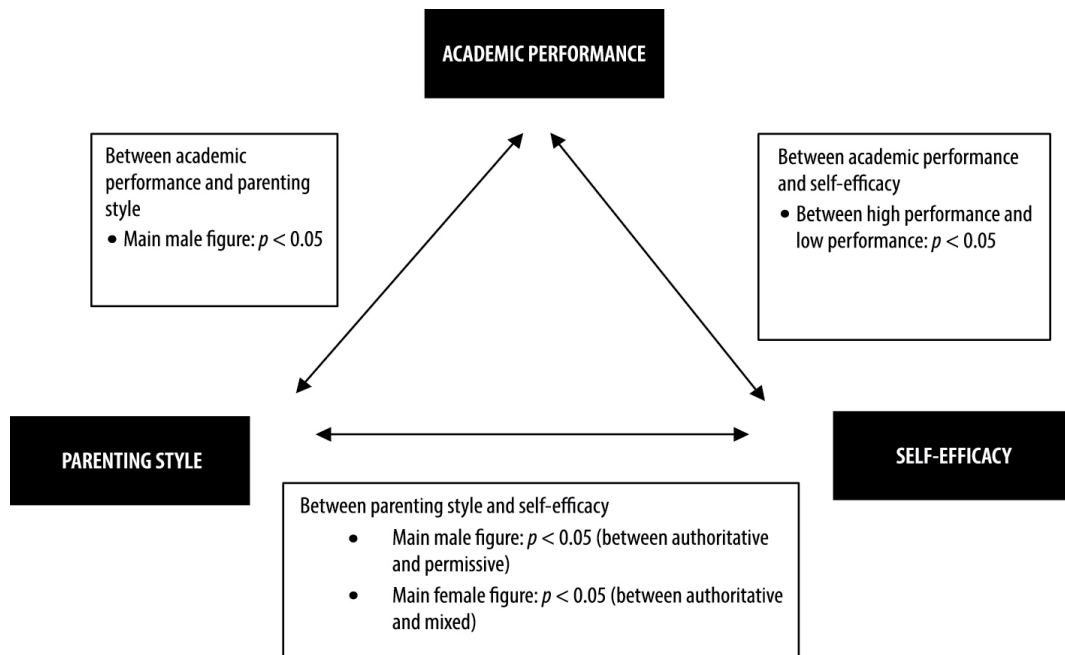 ACADEMIC PERFORMANCE
Between academic
performance and parenting
style
• Main male figure: p < 0.05
Between academic performance
and self-efficacy
• Between high performance and
low performance: p < 0.05
PARENTING STYLE
SELF-EFFICACY
Between parenting style and self-efficacy
• Main male figure: p < 0.05 (between authoritative
and permissive)
• Main female figure: p < 0.05 (between authoritative
and mixed)